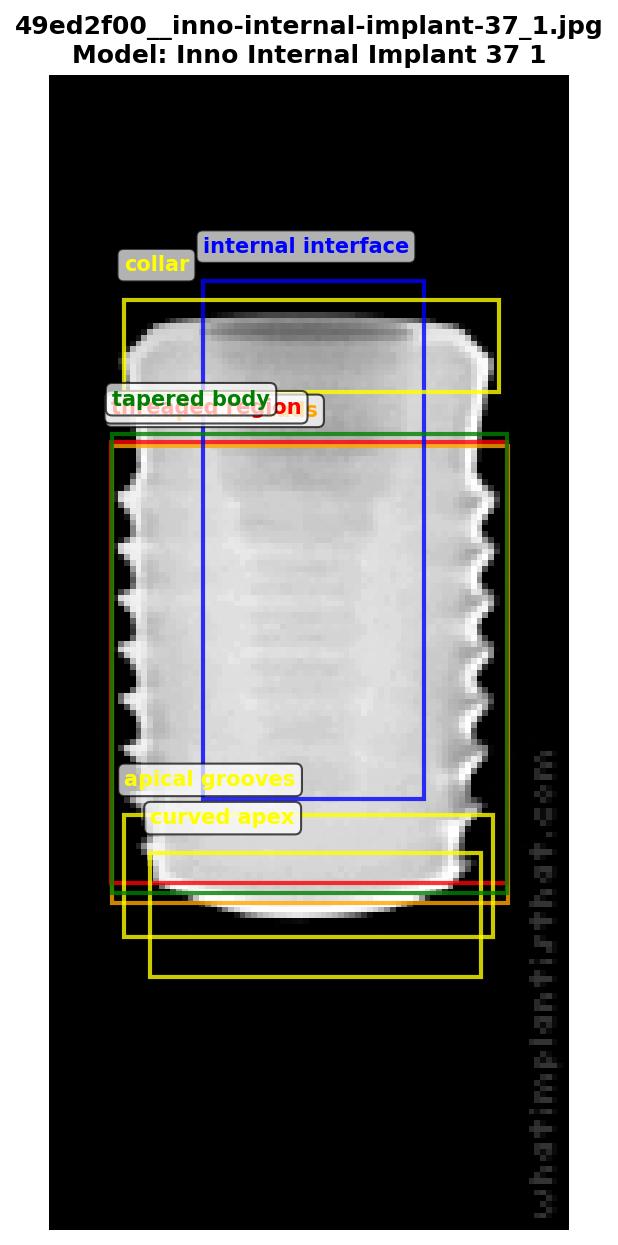 49ed2f00__inno-internal-implant-37_1.jpg
Model: Inno Internal Implant 37 1
internal interface
collar
tapered body
threaded region
apical grooves
curved apex
whatimplantisthat.com